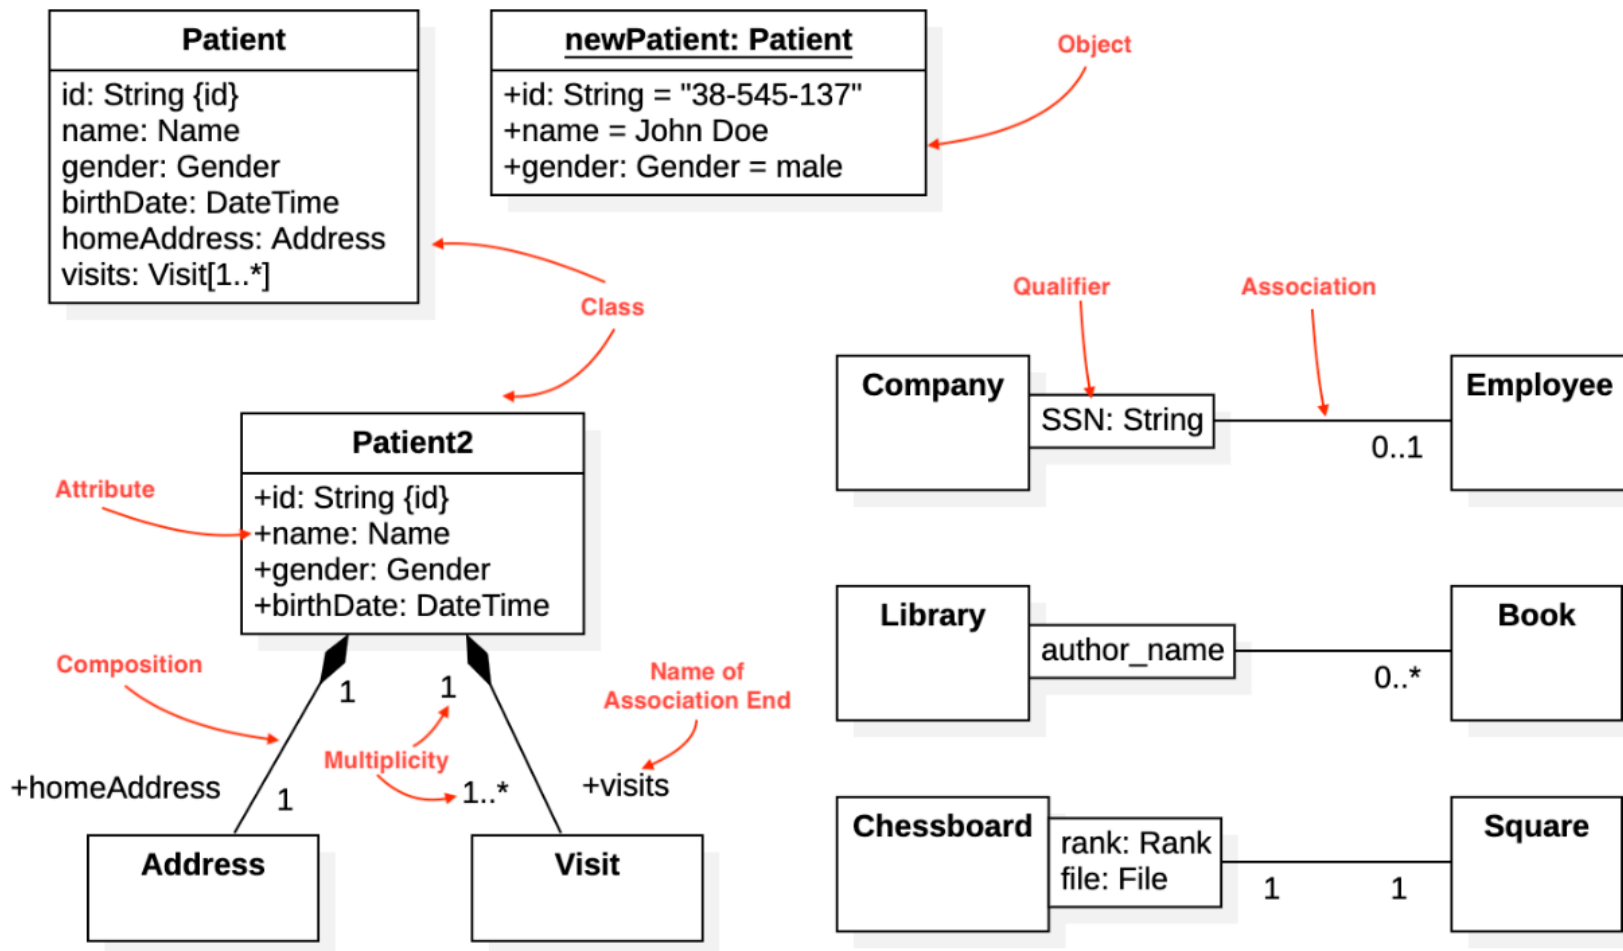 Patient
id: String {id}
name: Name
gender: Gender
birthDate: DateTime
homeAddress: Address
visits: Visit[1..*]
newPatient: Patient
+id: String = "38-545-137"
+name = John Doe
+gender: Gender = male
Object
Class
Attribute
Patient2
+id: String {id}
+name: Name
+gender: Gender
+birthDate: DateTime
Composition
1
1
Name of
Association End
Multiplicity
+homeAddress
1
1..*
+visits
Address
Visit
Qualifier
Association
Company
SSN: String
0..1
Employee
Library
author_name
0..*
Book
Chessboard
rank: Rank
file: File
1
1
Square